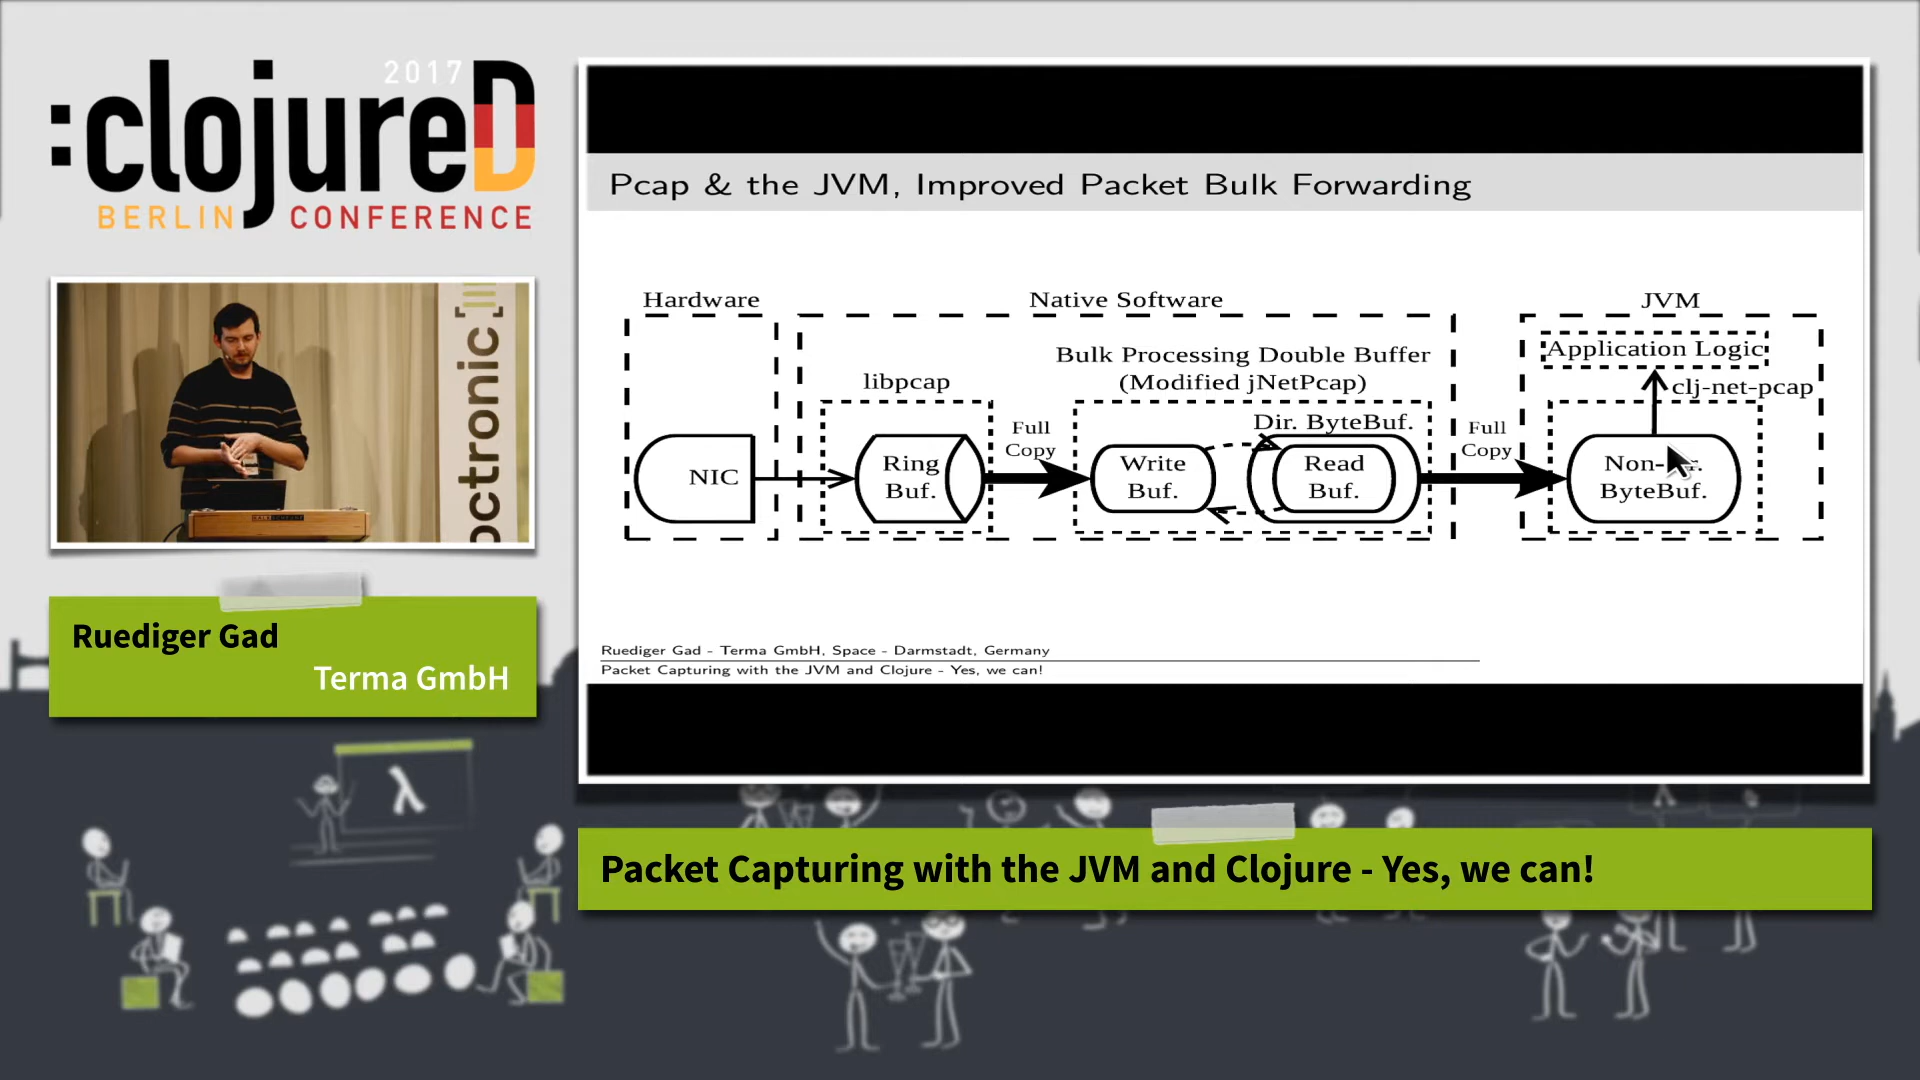 2017
:clojureD
BERLIN CONFERENCE
octronic]
Ruediger Gad
Terma GmbH
Pcap & the JVM, Improved Packet Bulk Forwarding
Hardware
Native Software
JVM
Bulk Processing Double Buffer
(Modified jNetPcap)
Application Logic
clj-net-pcap
libpcap
Dir. ByteBuf.
Full
Copy
Full
Copy
NIC
Ring
Buf.
Write
Buf.
Read
Buf.
ByteBuf.
Ruediger Gad - Terma GmbH, Space - Darmstadt, Germany
Packet Capturing with the JVM and Clojure - Yes, we can!
λ
Packet Capturing with the JVM and Clojure - Yes, we can!